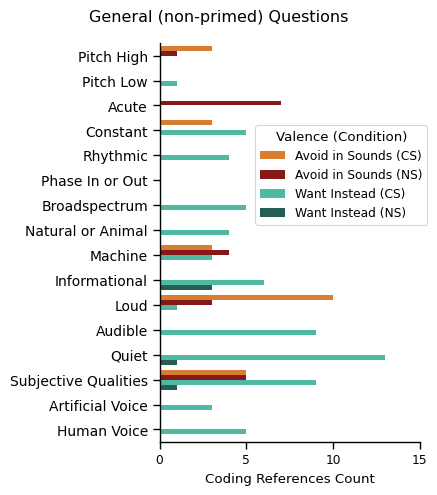 General (non-primed) Questions
Pitch High
Pitch Low
Acute
Constant
Rhythmic
Phase In or Out
Broadspectrum
Natural or Animal
Machine
Informational
Loud
Audible
Quiet
Subjective Qualities
Artificial Voice
Human Voice
Valence (Condition)
Avoid in Sounds (CS)
Avoid in Sounds (NS)
Want Instead (CS)
Want Instead (NS)
0 5 10 15
Coding References Count